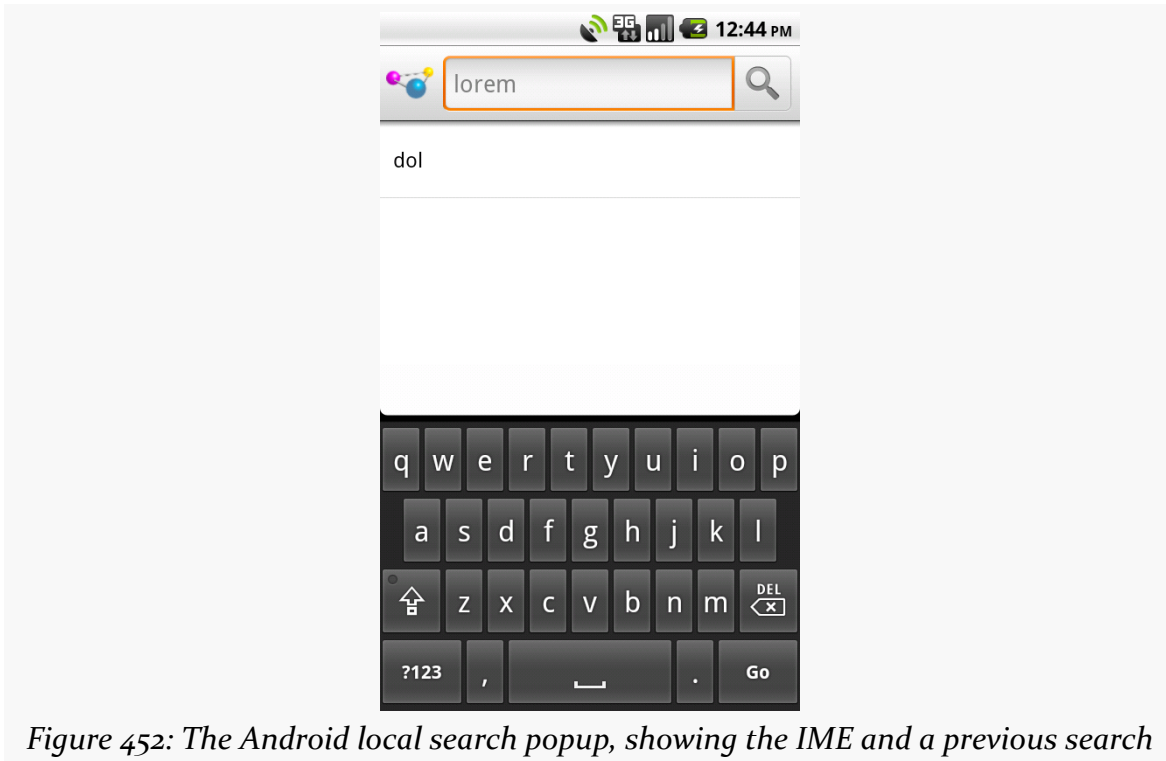 3G
12:44 PM
lorem
dol
q w e r t y u i o p
a s d f g h j k l
z x c v b n m DEL
?123 , . Go
Figure 452: The Android local search popup, showing the IME and a previous search